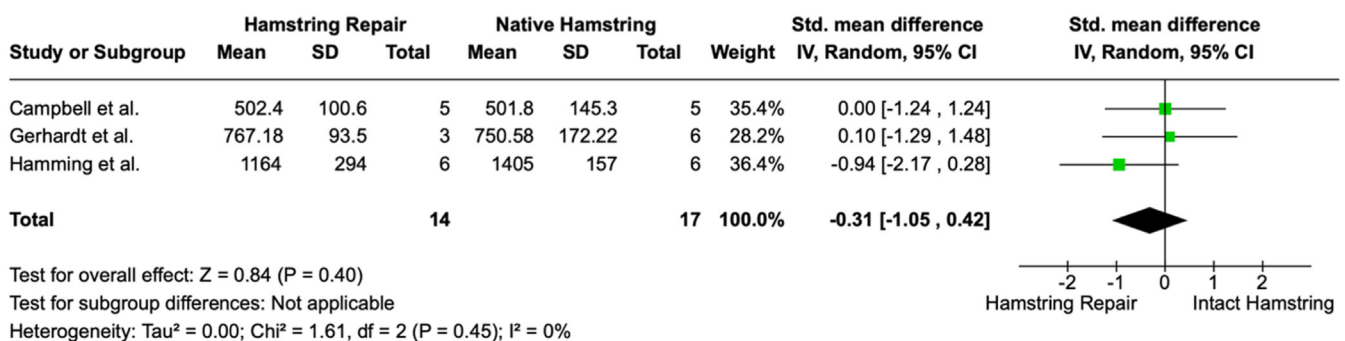 Hamstring Repair Native Hamstring Std. mean difference Std. mean difference
Study or Subgroup Mean SD Total Mean SD Total Weight IV, Random, 95% CI IV, Random, 95% CI
Campbell et al. 502.4 100.6 5 501.8 145.3 5 35.4% 0.00 [-1.24 , 1.24]
Gerhardt et al. 767.18 93.5 3 750.58 172.22 6 28.2% 0.10 [-1.29 , 1.48]
Hamming et al. 1164 294 6 1405 157 6 36.4% -0.94 [-2.17 , 0.28]
Total 14 17 100.0% -0.31 [-1.05 , 0.42]
Test for overall effect: Z = 0.84 (P = 0.40)
-2 -1 0 1 2
Test for subgroup differences: Not applicable
Hamstring Repair Intact Hamstring
Heterogeneity: Tau² = 0.00; Chi² = 1.61, df = 2 (P = 0.45); I² = 0%